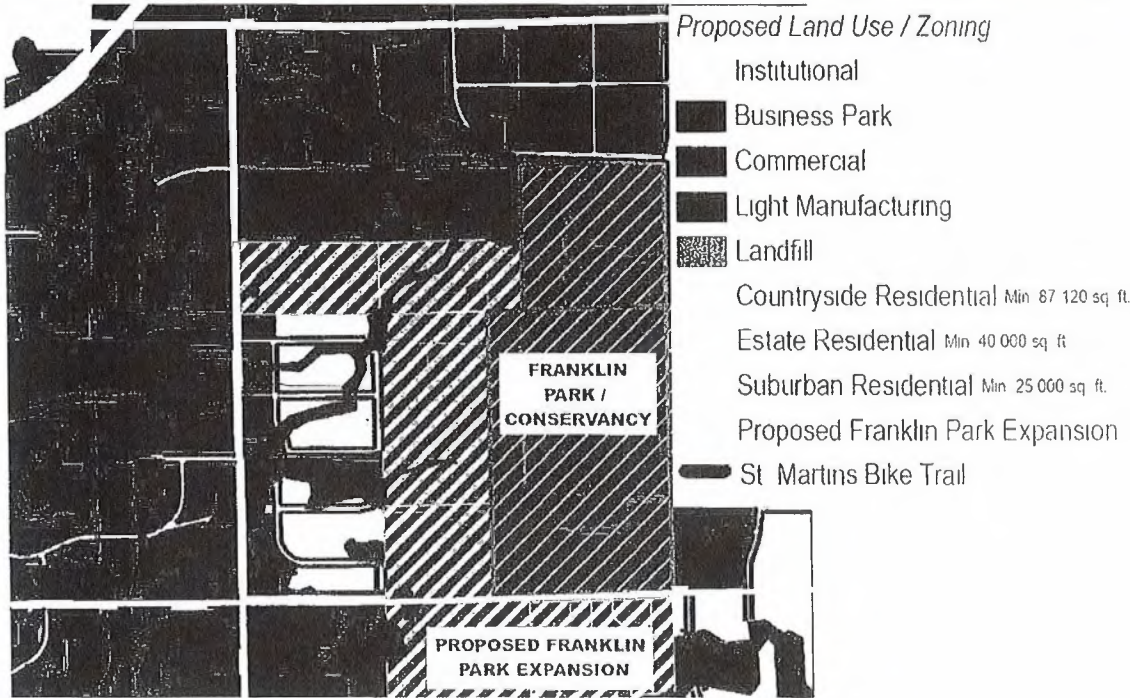 Proposed Land Use / Zoning
Institutional
Business Park
Commercial
Light Manufacturing
Landfill
Countryside Residential Min 87 120 sq ft.
Estate Residential Min 40 000 sq ft
Suburban Residential Min 25 000 sq ft.
Proposed Franklin Park Expansion
St Martins Bike Trail
FRANKLIN
PARK /
CONSERVANCY
PROPOSED FRANKLIN
PARK EXPANSION